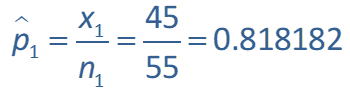 p̂₁ = x₁/n₁ = 45/55 = 0.818182